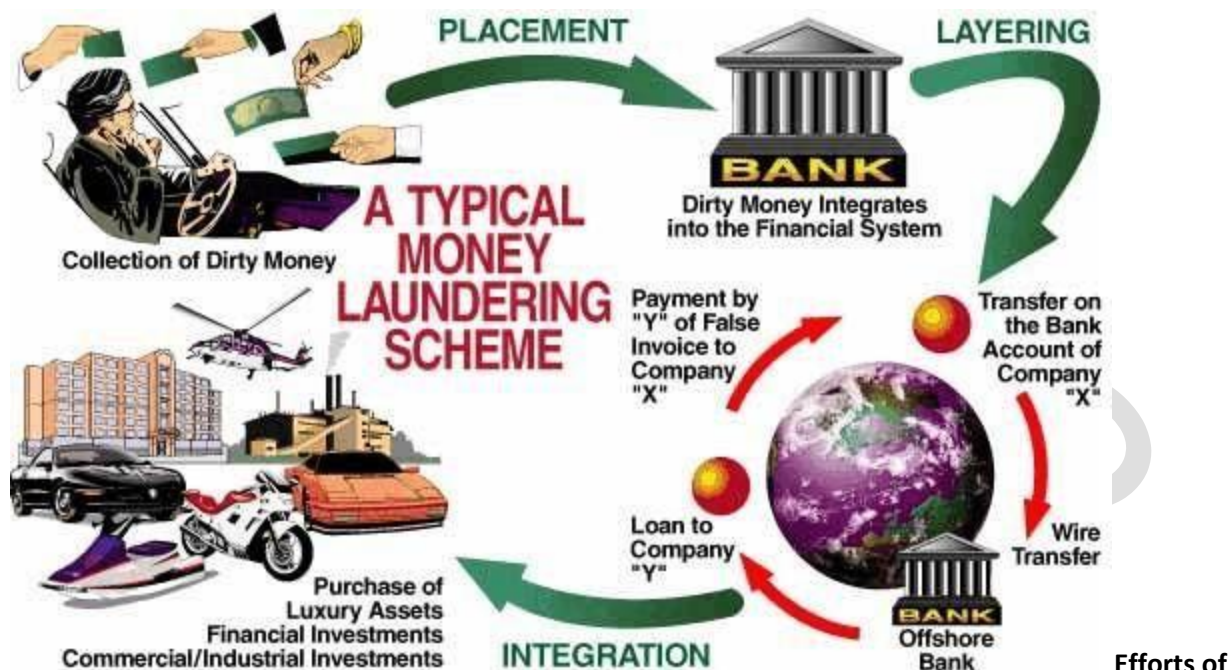 PLACEMENT
LAYERING
BANK
Dirty Money Integrates
into the Financial System
Collection of Dirty Money
A TYPICAL
MONEY
LAUNDERING
SCHEME
Payment by
"Y" of False
Invoice to
Company
"X"
Transfer on
the Bank
Account of
Company
"X"
Loan to
Company
"Y"
Wire
Transfer
BANK
Offshore
Bank
Purchase of
Luxury Assets
Financial Investments
Commercial/Industrial Investments
INTEGRATION
Efforts of